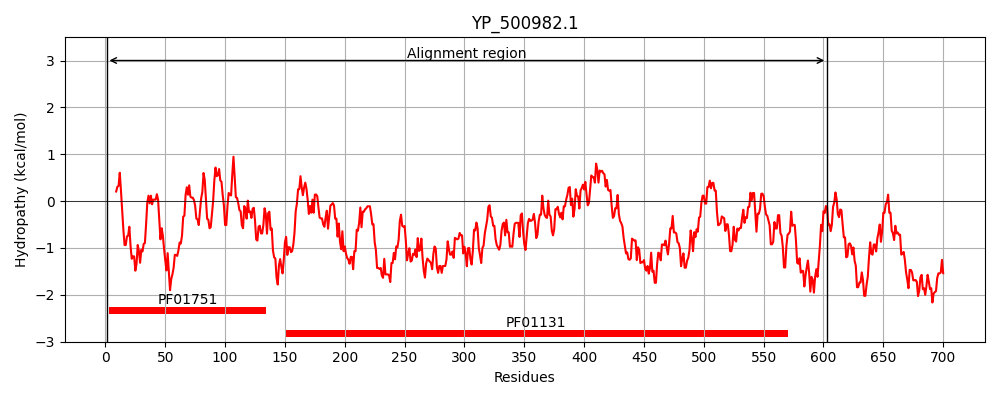 YP_500982.1
Alignment region
Hydropathy (kcal/mol)
3
2
1
0
−1
−2
−3
PF01751
PF01131
0 50 100 150 200 250 300 350 400 450 500 550 600 650 700
Residues